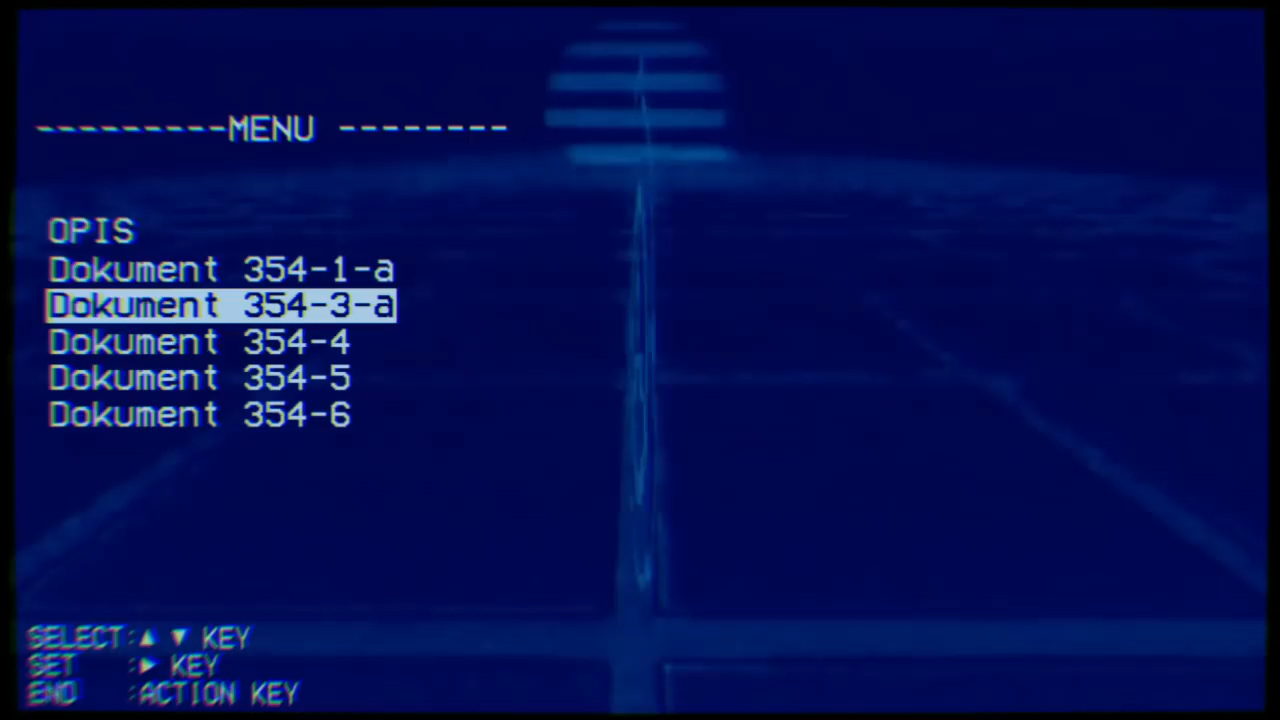 ---------MENU --------
OPIS
Dokument 354-1-a
Dokument 354-3-a
Dokument 354-4
Dokument 354-5
Dokument 354-6
SELECT:▲ ▼ KEY
SET :► KEY
END :ACTION KEY